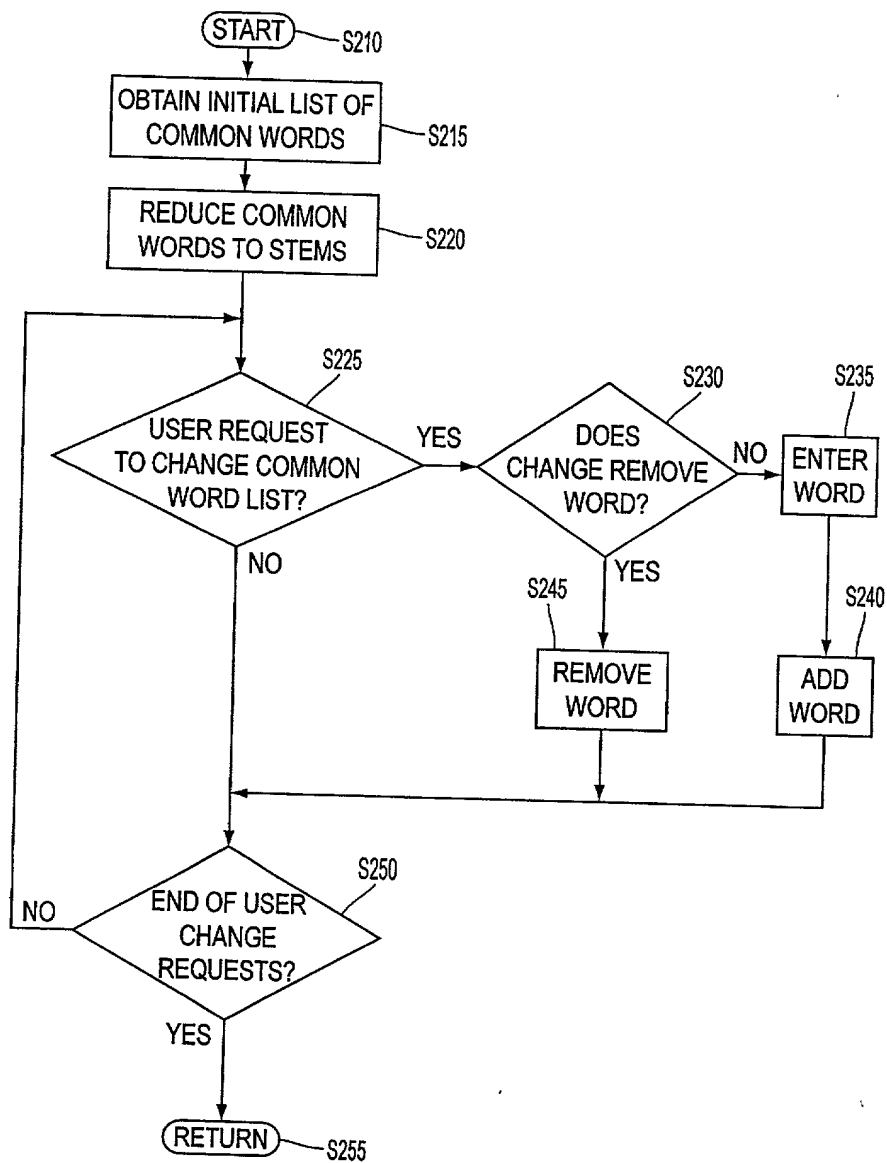 START
S210
OBTAIN INITIAL LIST OF
COMMON WORDS
S215
REDUCE COMMON
WORDS TO STEMS
S220
S225
USER REQUEST
TO CHANGE COMMON
WORD LIST?
YES
NO
S230
DOES
CHANGE REMOVE
WORD?
NO
YES
S235
ENTER
WORD
S245
REMOVE
WORD
S240
ADD
WORD
S250
END OF USER
CHANGE
REQUESTS?
NO
YES
RETURN
S255